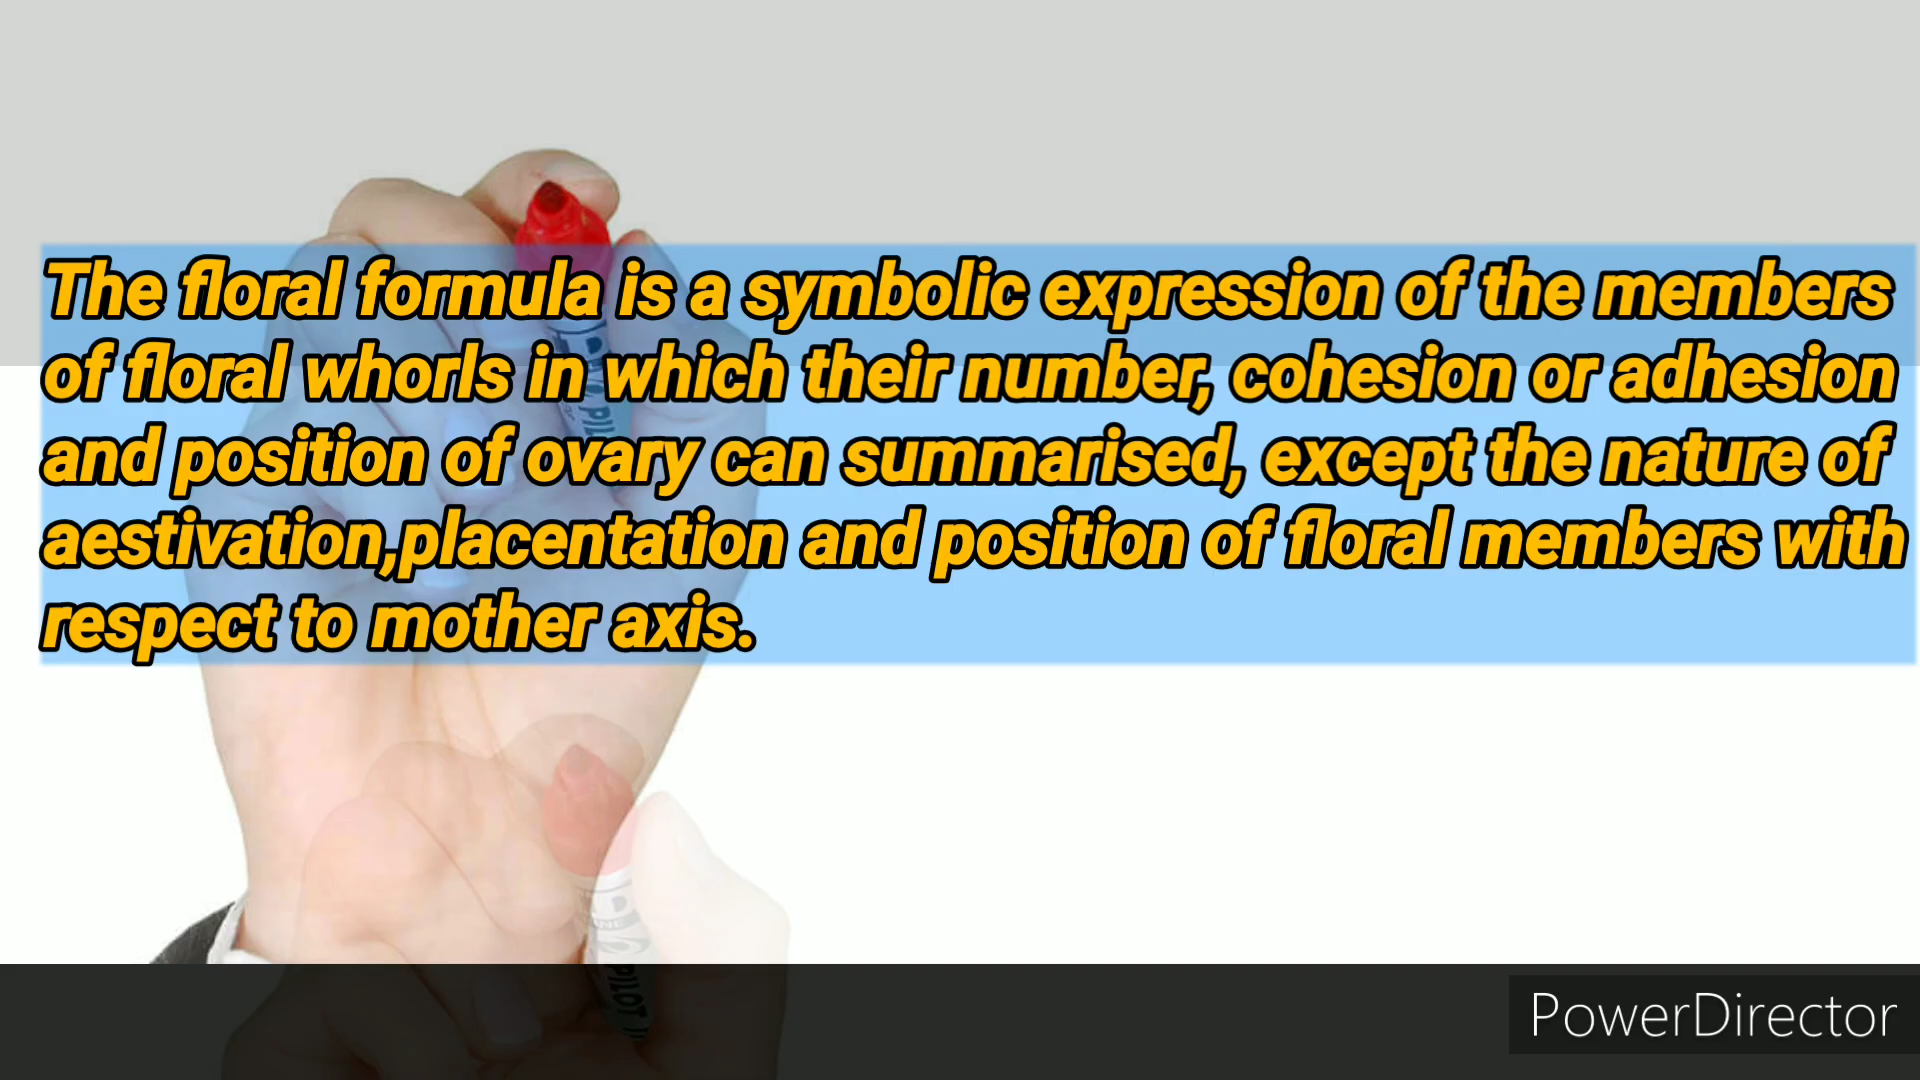 The floral formula is a symbolic expression of the members
of floral whorls in which their number, cohesion or adhesion
and position of ovary can summarised, except the nature of
aestivation,placentation and position of floral members with
respect to mother axis.
PILOT
PowerDirector